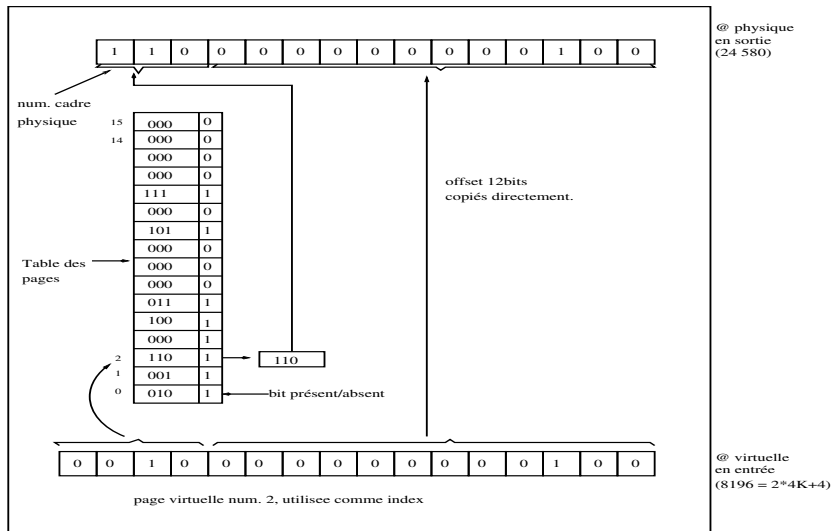 @ physique
en sortie
(24 580)
1 1 0 0 0 0 0 0 0 0 0 0 1 0 0
num. cadre
physique
15 000 0
14 000 0
000 0
000 0
111 1
000 0
101 1
000 0
000 0
000 0
011 1
100 1
000 1
2 110 1
1 001 1
0 010 1
offset 12bits
copiés directement.
Table des
pages
110
bit présent/absent
0 0 1 0 0 0 0 0 0 0 0 0 0 1 0 0
@ virtuelle
en entrée
(8196 = 2*4K+4)
page virtuelle num. 2, utilisee comme index